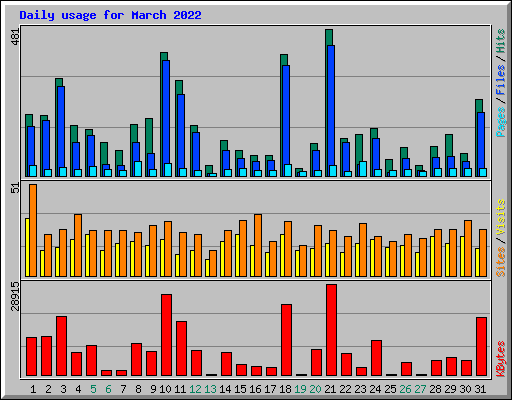 Daily usage for March 2022
481
51
28915
Pages / Files / Hits
Sites / Visits
KBytes
1 2 3 4 5 6 7 8 9 10 11 12 13 14 15 16 17 18 19 20 21 22 23 24 25 26 27 28 29 30 31